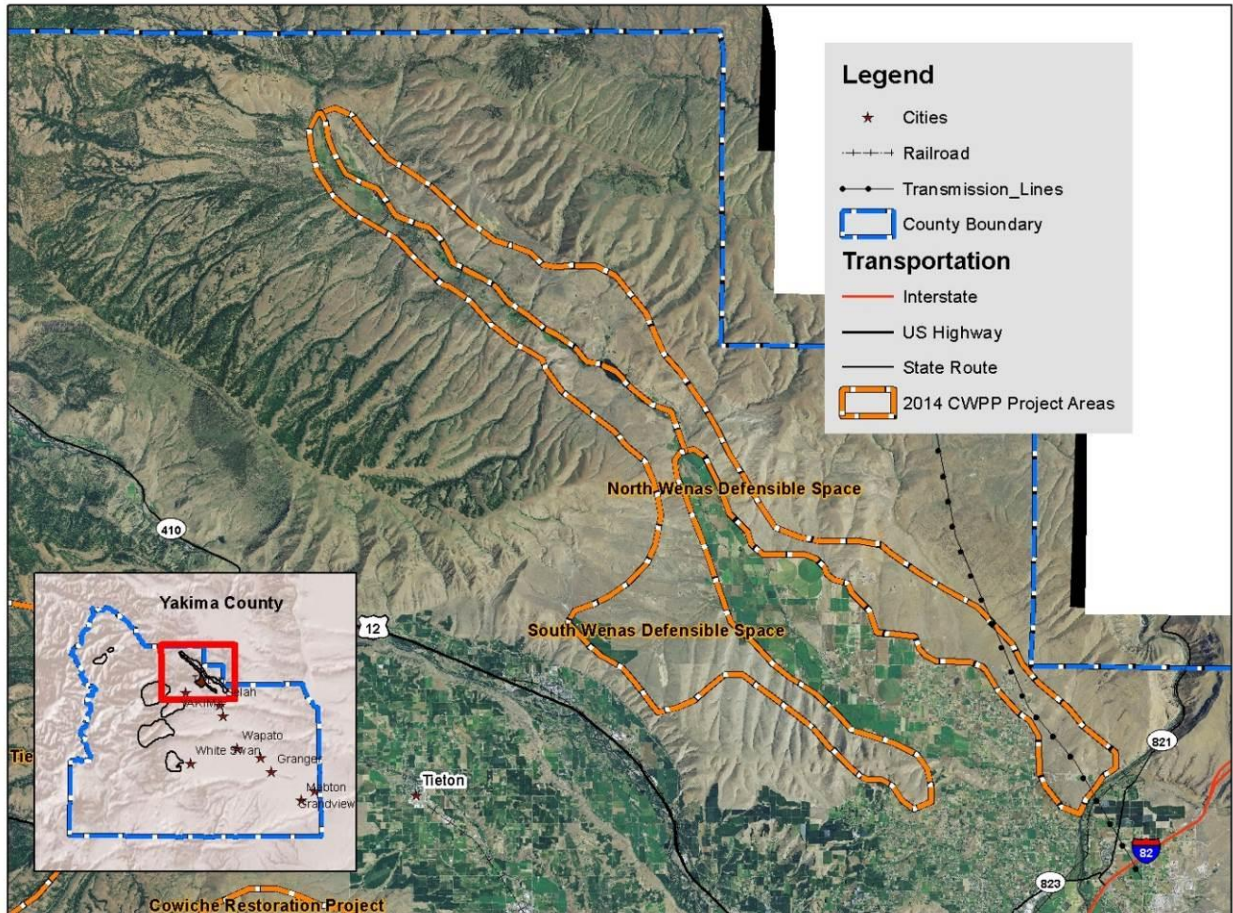 Legend
Cities
Railroad
Transmission_Lines
County Boundary
Transportation
Interstate
US Highway
State Route
2014 CWPP Project Areas
North Wenas Defensible Space
410
South Wenas Defensible Space
12
Yakima County
Wapato
White Swan
Granger
Mabton
Grandview
Tie
Tieton
821
82
823
Cowiche Restoration Project